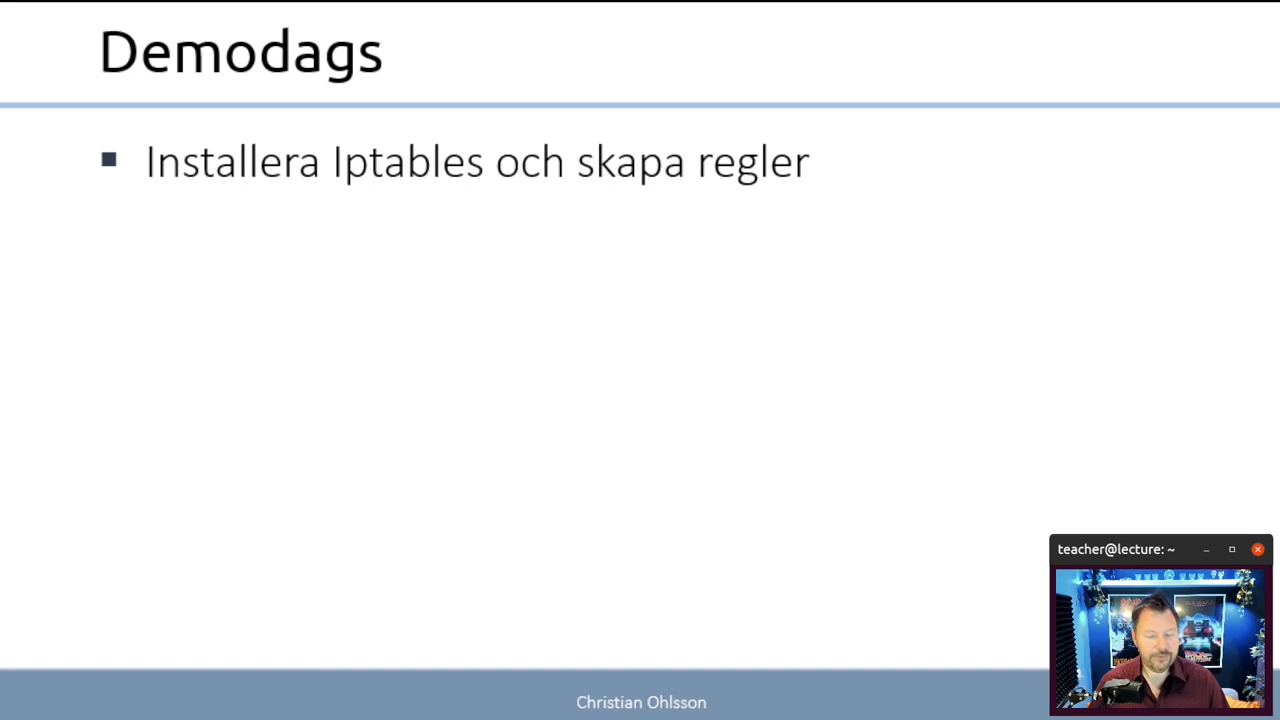 Demodags
Installera Iptables och skapa regler
teacher@lecture: ~
Christian Ohlsson